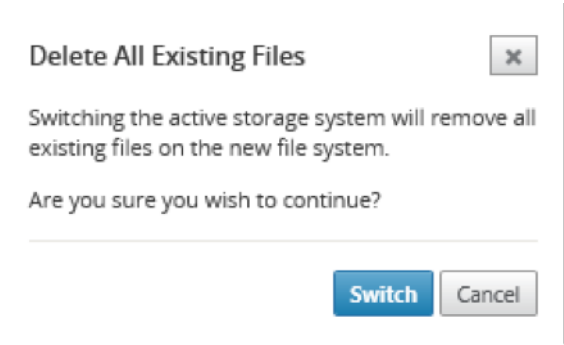 Delete All Existing Files
Switching the active storage system will remove all
existing files on the new file system.
Are you sure you wish to continue?
Switch Cancel